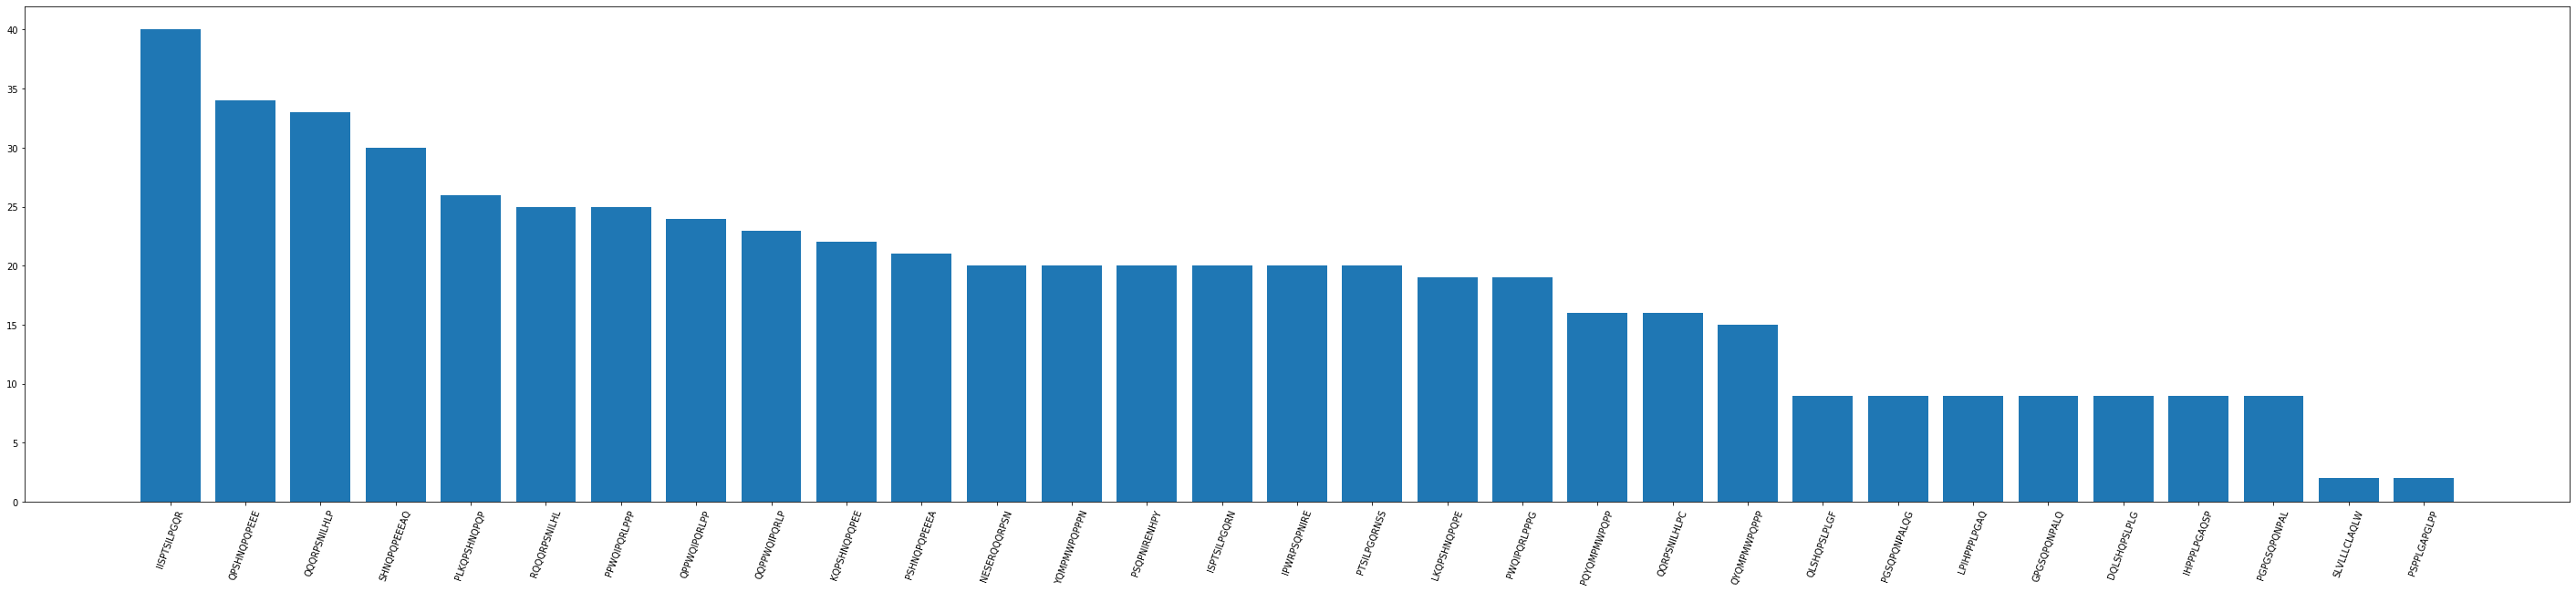 40
35
30
25
20
15
10
5
0
IISPTSILPGQR
QPSHNQPQPEEE
QQQRPSNILHLP
SHNQPQPEEEAQ
PLKQPSHNQPQP
RQQQRPSNILHL
PPWQIPQRLPPP
QPPWQIPQRLPP
QQPPWQIPQRLP
KQPSHNQPQPEE
PSHNQPQPEEEA
NESERQQQRPSN
YQMPMWPQPPPN
PSQPNIRENHPY
ISPTSILPGQRN
IPWRPSQPNIRE
PTSILPGQRNSS
LKQPSHNQPQPE
PWQIPQRLPPPG
PQYQMPMWPQPP
QQRPSNILHLPC
QYQMPMWPQPPP
QLSHQPSLPLGF
PGSQPQNPALQG
LPIHPPPLPGAQ
GPGSQPQNPALQ
DQLSHQPSLPLG
IHPPPLPGAQSP
PGPGSQPQNPAL
SLVLLLCLAQLW
PSPPLGAPGLPP